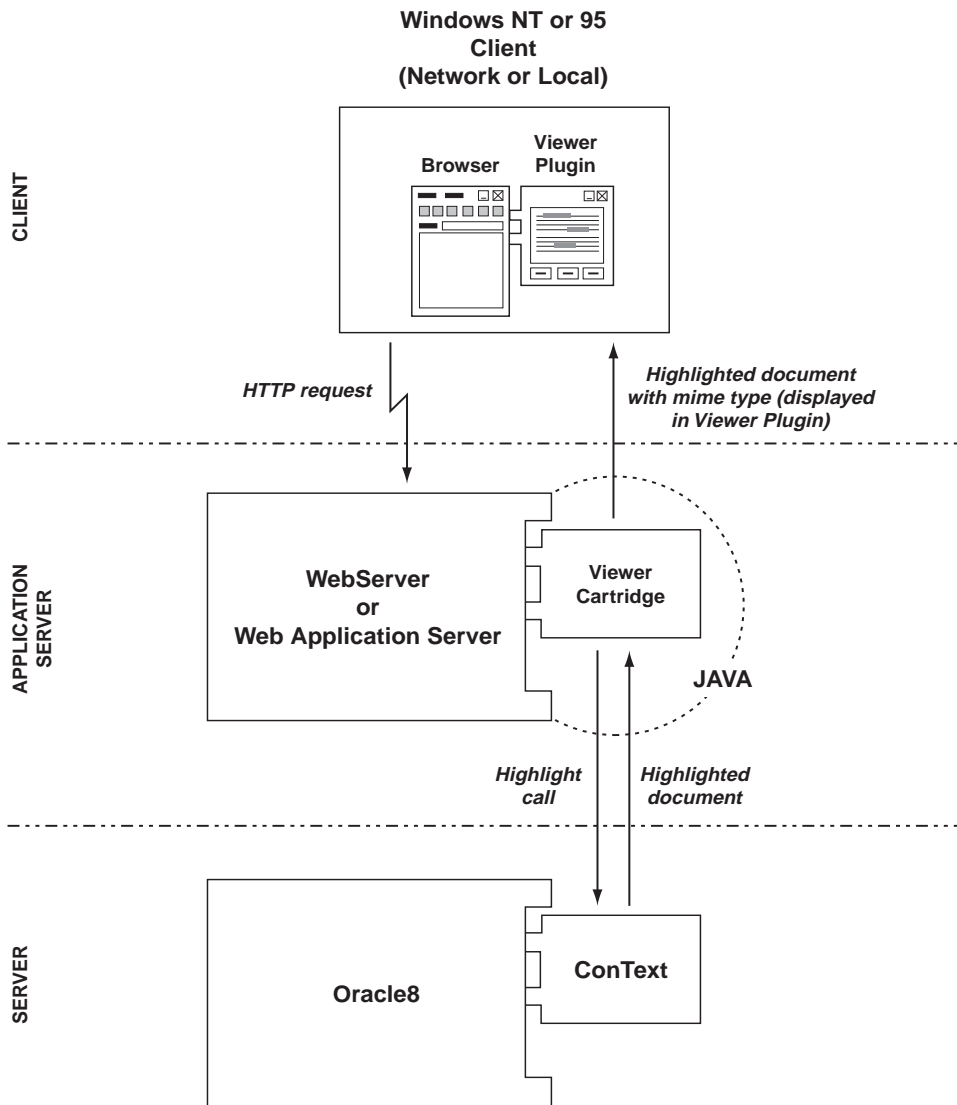 Windows NT or 95
Client
(Network or Local)
CLIENT
Browser
Viewer
Plugin
HTTP request
Highlighted document
with mime type (displayed
in Viewer Plugin)
APPLICATION
SERVER
WebServer
or
Web Application Server
Viewer
Cartridge
JAVA
Highlight
call
Highlighted
document
SERVER
Oracle8
ConText